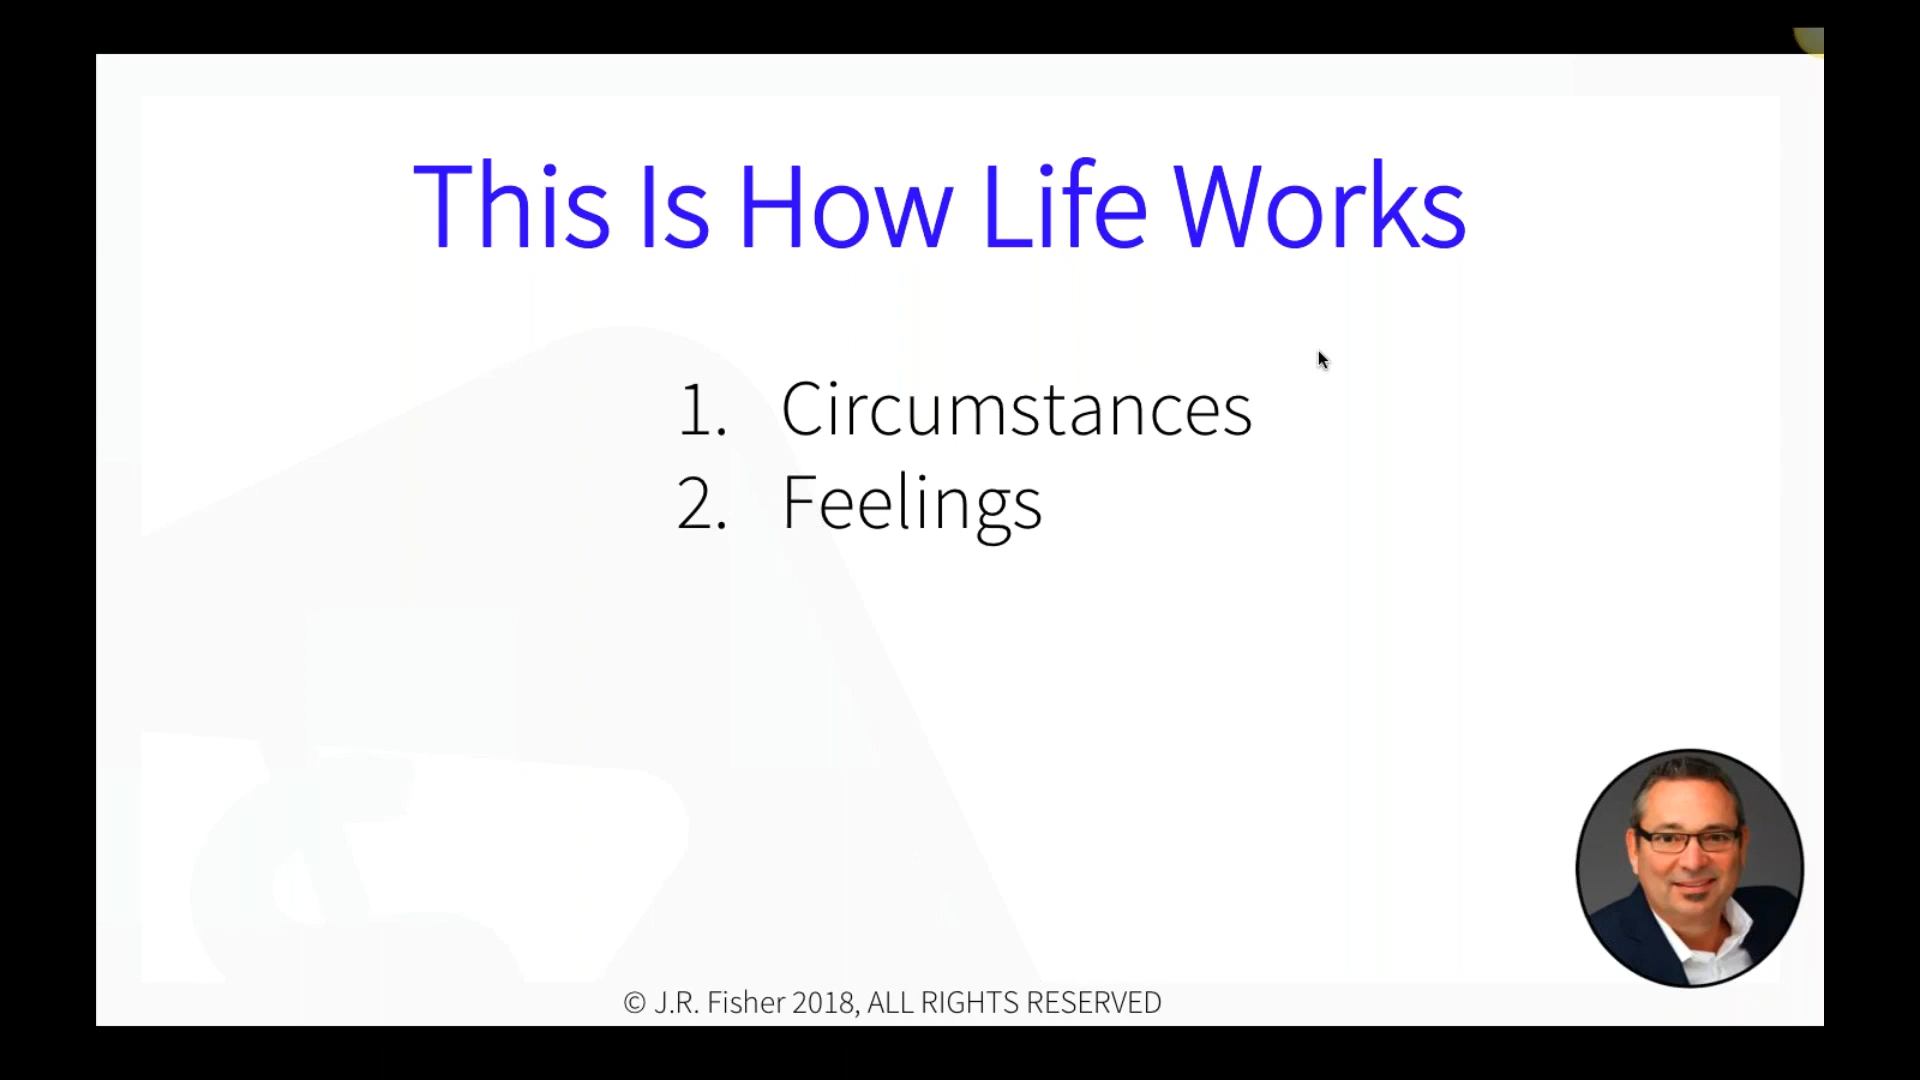 This Is How Life Works
1. Circumstances
2. Feelings
© J.R. Fisher 2018, ALL RIGHTS RESERVED